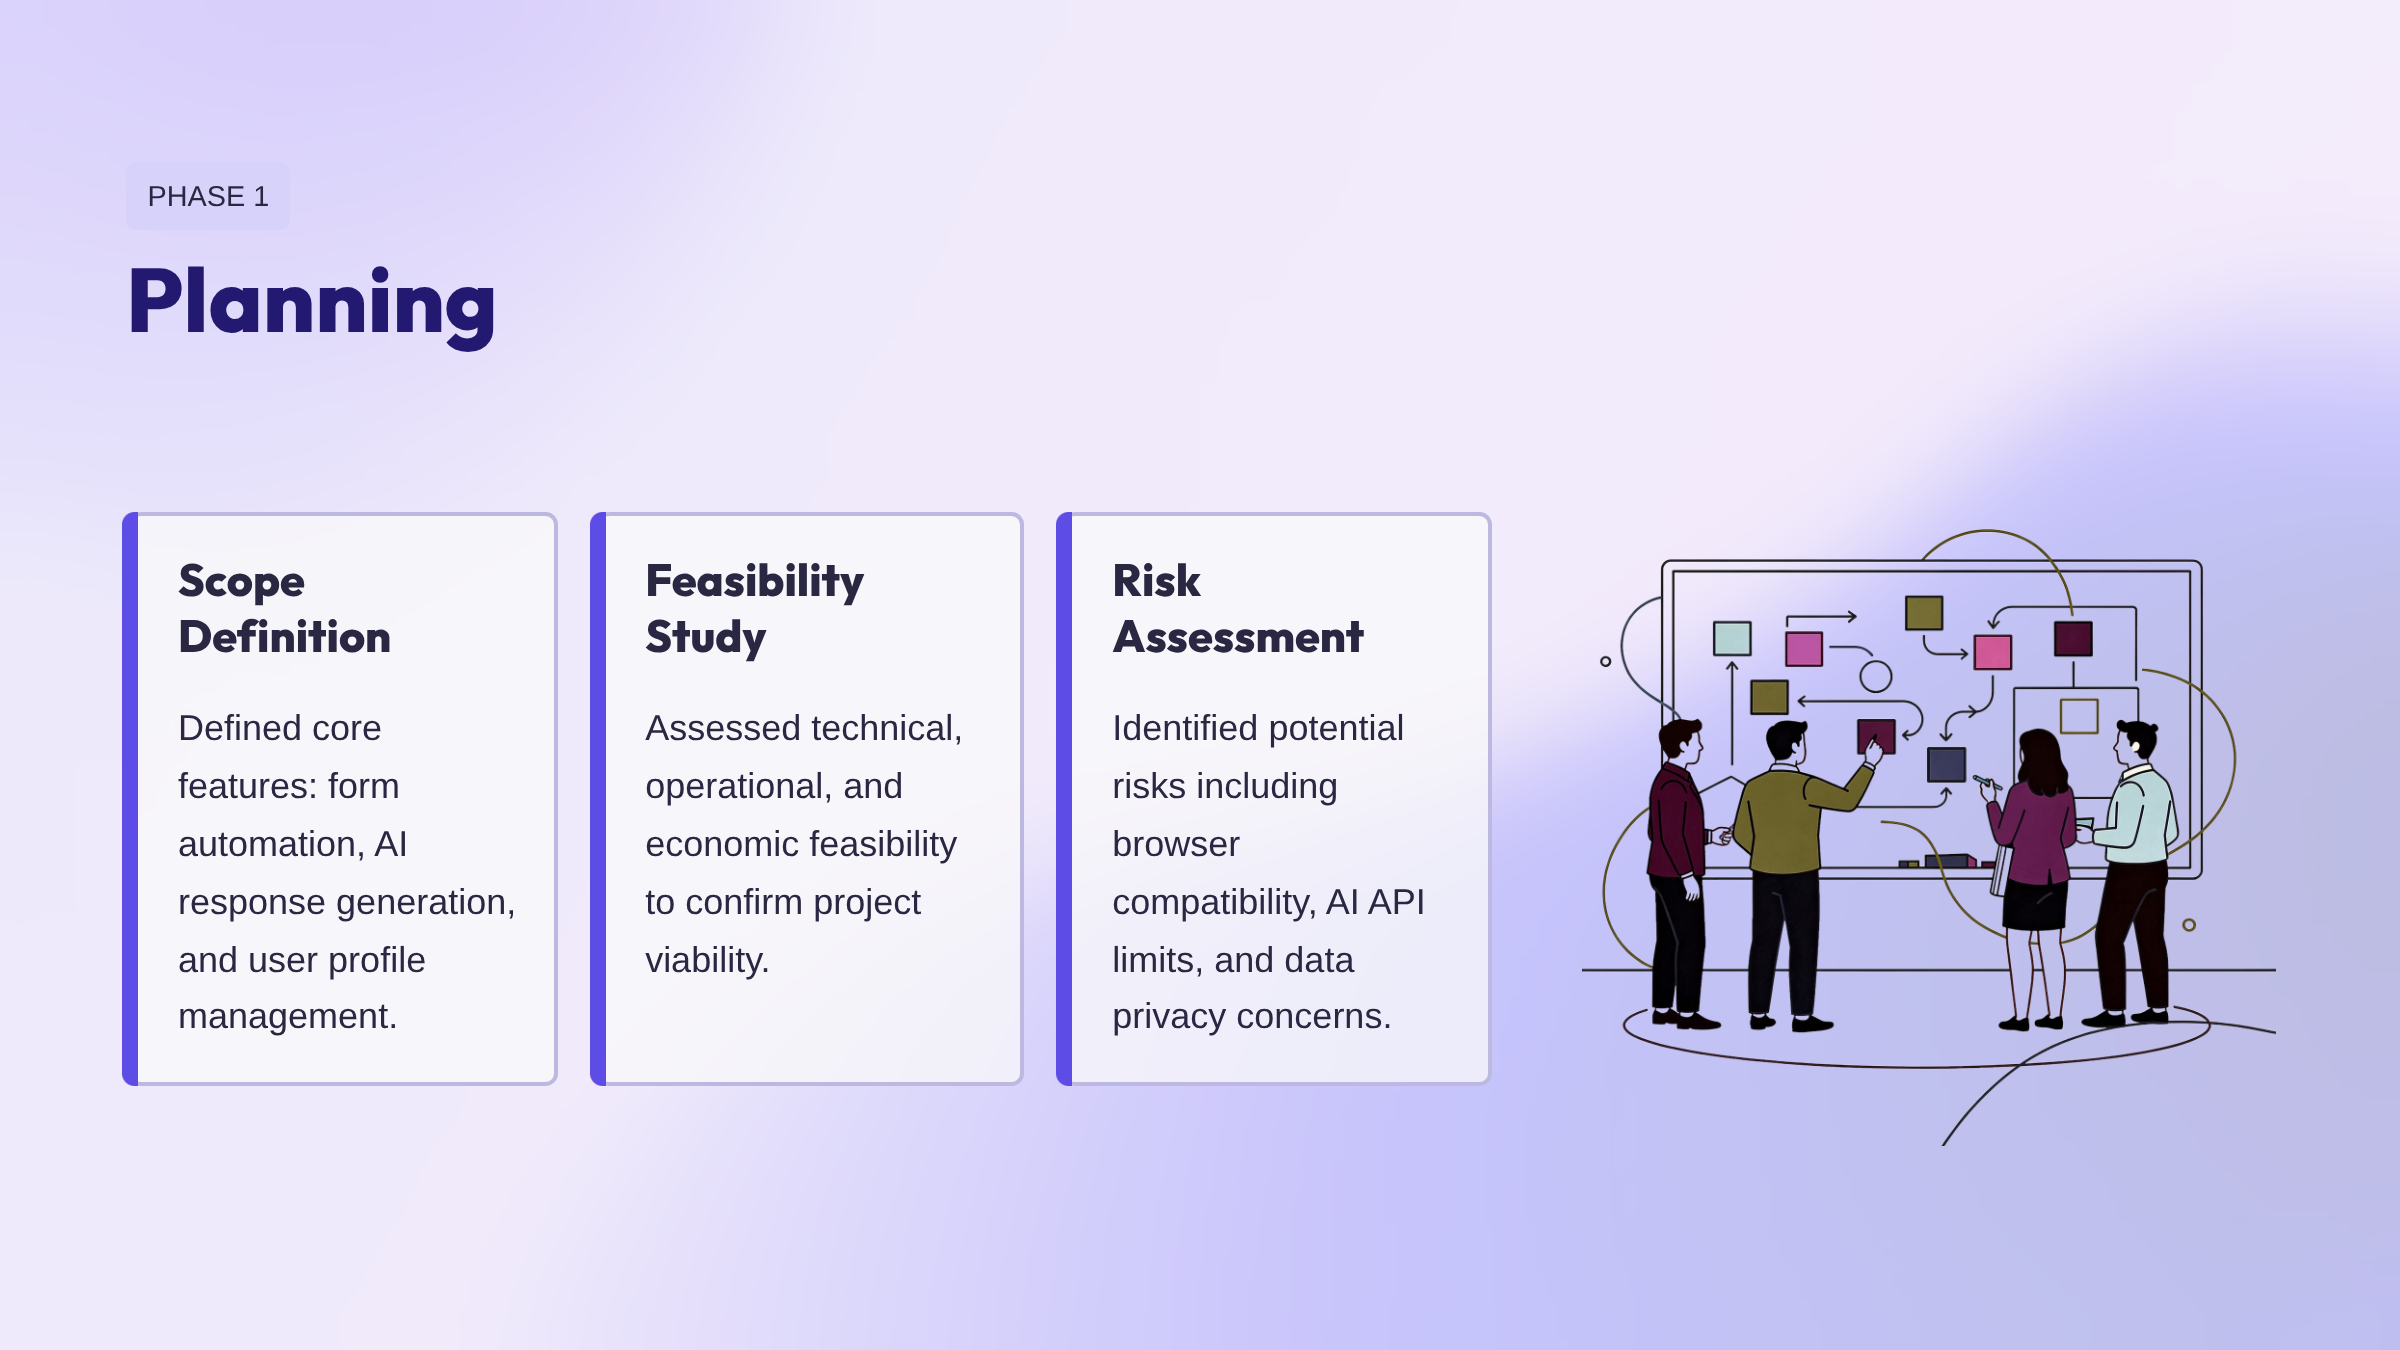 PHASE 1
Planning
Scope
Definition
Defined core
features: form
automation, AI
response generation,
and user profile
management.
Feasibility
Study
Assessed technical,
operational, and
economic feasibility
to confirm project
viability.
Risk
Assessment
Identified potential
risks including
browser
compatibility, AI API
limits, and data
privacy concerns.